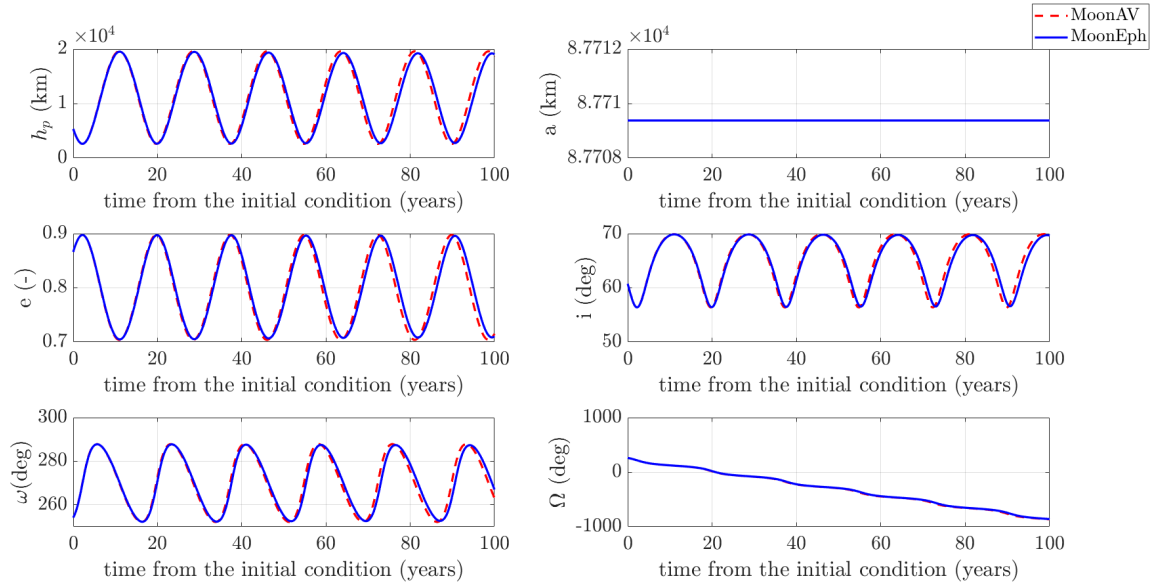 MoonAV
MoonEph
×10⁴
2
1
0
h_p (km)
0 20 40 60 80 100
time from the initial condition (years)
×10⁴
8.7712
8.771
8.7708
a (km)
0 20 40 60 80 100
time from the initial condition (years)
0.9
0.8
0.7
e (-)
0 20 40 60 80 100
time from the initial condition (years)
70
60
50
i (deg)
0 20 40 60 80 100
time from the initial condition (years)
300
280
260
ω(deg)
0 20 40 60 80 100
time from the initial condition (years)
1000
0
-1000
Ω (deg)
0 20 40 60 80 100
time from the initial condition (years)